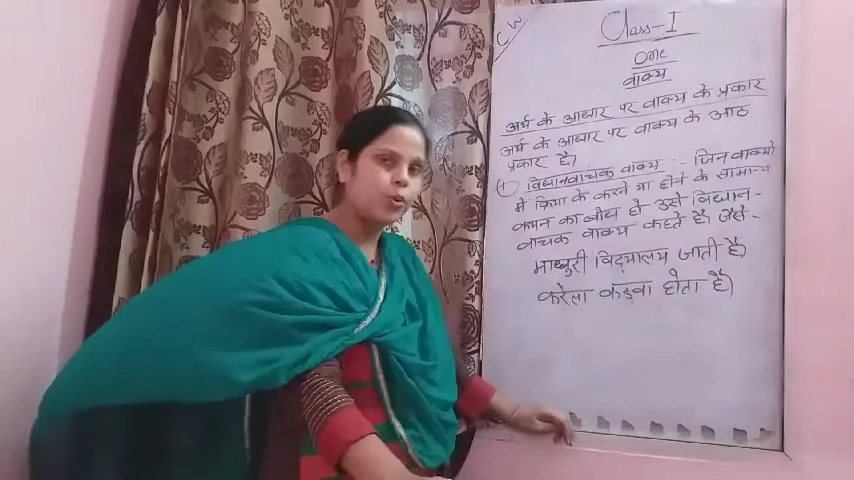 CW
Class-I
one
वाक्य
अर्थ के आधार पर वाक्य के प्रकार
अर्थ के आधार पर वाक्य के आठ
प्रकार है।
① विधानवाचक वाक्य :- जिन वाक्यो
में क्रिया के करने या होने के सामान्य
कथन का बोध हो उसे विधान-
वाचक वाक्य कहते है। जैसे-
माधुरी विद्यालय जाती है
करेला कड़वा होता है।